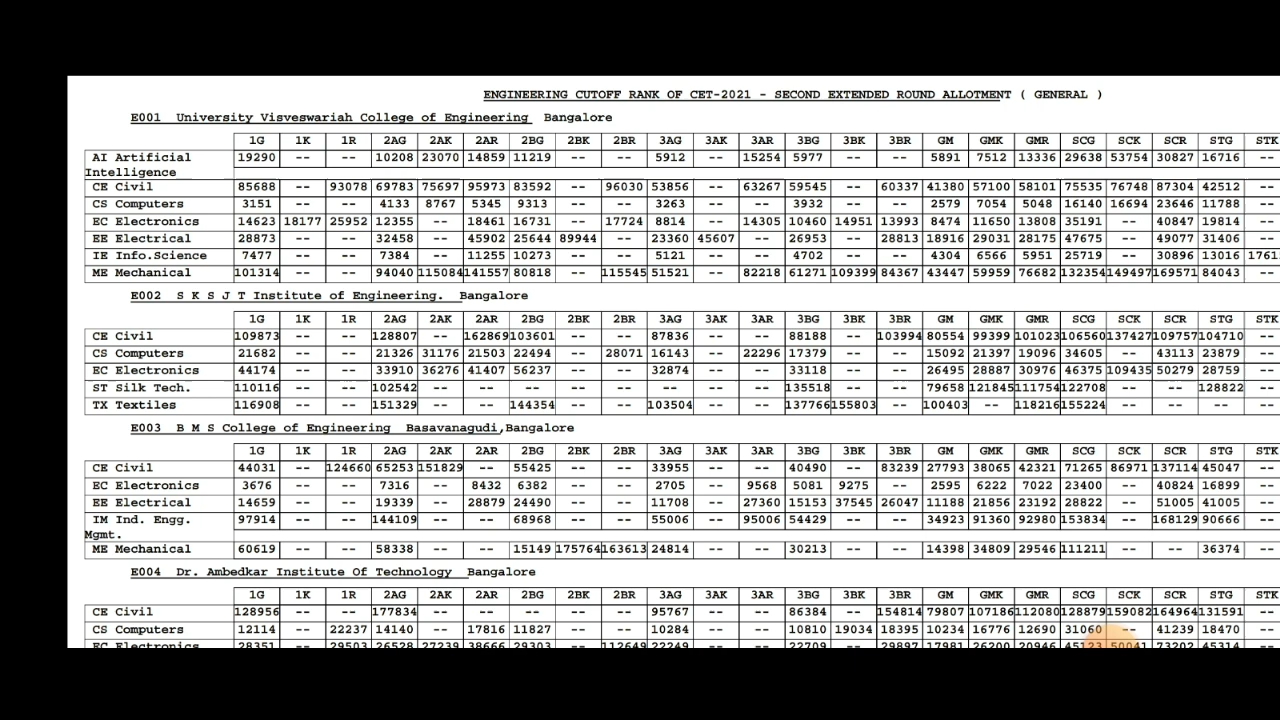 ENGINEERING CUTOFF RANK OF CET-2021 - SECOND EXTENDED ROUND ALLOTMENT ( GENERAL )
E001 University Visveswariah College of Engineering Bangalore
1G 1K 1R 2AG 2AK 2AR 2BG 2BK 2BR 3AG 3AK 3AR 3BG 3BK 3BR GM GMK GMR SCG SCK SCR STG STK
AI Artificial 19290 -- -- 10208 23070 14859 11219 -- -- 5912 -- 15254 5977 -- -- 5891 7512 13336 29638 53754 30827 16716 --
Intelligence
CE Civil 85688 -- 93078 69783 75697 95973 83592 -- 96030 53856 -- 63267 59545 -- 60337 41380 57100 58101 75535 76748 87304 42512 --
CS Computers 3151 -- -- 4133 8767 5345 9313 -- -- 3263 -- -- 3932 -- -- 2579 7054 5048 16140 16694 23646 11788 --
EC Electronics 14623 18177 25952 12355 -- 18461 16731 -- 17724 8814 -- 14305 10460 14951 13993 8474 11650 13808 35191 -- 40847 19814 --
EE Electrical 28873 -- -- 32458 -- 45902 25644 89944 -- 23360 45607 -- 26953 -- 28813 18916 29031 28175 47675 -- 49077 31406 --
IE Info.Science 7477 -- -- 7384 -- 11255 10273 -- -- 5121 -- -- 4702 -- -- 4304 6566 5951 25719 -- 30896 13016
ME Mechanical 101314 -- -- 94040 115084 141557 80818 -- 115545 51521 -- 82218 61271 109399 84367 43447 59959 76682 132354 149497 169571 84043 --
E002 S K S J T Institute of Engineering. Bangalore
1G 1K 1R 2AG 2AK 2AR 2BG 2BK 2BR 3AG 3AK 3AR 3BG 3BK 3BR GM GMK GMR SCG SCK SCR STG STK
CE Civil 109873 -- -- 128807 -- 162869 103601 -- -- 87836 -- -- 88188 -- 103994 80554 99399 101023 106560 137427 109757 104710 --
CS Computers 21682 -- -- 21326 31176 21503 22494 -- 28071 16143 -- 22296 17379 -- -- 15092 21397 19096 34605 -- 43113 23879 --
EC Electronics 44174 -- -- 33910 36276 41407 56237 -- -- 32874 -- -- 33118 -- -- 26495 28887 30976 46375 109435 50279 28759 --
ST Silk Tech. 110116 -- -- 102542 -- -- -- -- -- -- -- -- 135518 -- -- 79658 121845 111754 122708 -- -- 128822 --
TX Textiles 116908 -- -- 151329 -- -- 144354 -- -- 103504 -- -- 137766 155803 -- 100403 -- 118216 155224 -- -- -- --
E003 B M S College of Engineering Basavanagudi,Bangalore
1G 1K 1R 2AG 2AK 2AR 2BG 2BK 2BR 3AG 3AK 3AR 3BG 3BK 3BR GM GMK GMR SCG SCK SCR STG STK
CE Civil 44031 -- 124660 65253 151829 -- 55425 -- -- 33955 -- -- 40490 -- 83239 27793 38065 42321 71265 86971 137114 45047 --
EC Electronics 3676 -- -- 7316 -- 8432 6382 -- -- 2705 -- 9568 5081 9275 -- 2595 6222 7022 23400 -- 40824 16899 --
EE Electrical 14659 -- -- 19339 -- 28879 24490 -- -- 11708 -- 27360 15153 37545 26047 11188 21856 23192 28822 -- 51005 41005 --
IM Ind. Engg. 97914 -- -- 144109 -- -- 68968 -- -- 55006 -- 95006 54429 -- -- 34923 91360 92980 153834 -- 168129 90666 --
Mgmt.
ME Mechanical 60619 -- -- 58338 -- -- 15149 175764 163613 24814 -- -- 30213 -- -- 14398 34809 29546 111211 -- -- 36374 --
E004 Dr. Ambedkar Institute Of Technology Bangalore
1G 1K 1R 2AG 2AK 2AR 2BG 2BK 2BR 3AG 3AK 3AR 3BG 3BK 3BR GM GMK GMR SCG SCK SCR STG STK
CE Civil 128956 -- -- 177834 -- -- -- -- -- 95767 -- -- 86384 -- 154814 79807 107186 112080 128879 159082 164964 131591 --
CS Computers 12114 -- 22237 14140 -- 17816 11827 -- -- 10284 -- -- 10810 19034 18395 10234 16776 12690 31060 -- 41239 18470 --
EC Electronics 28351 -- 29503 26528 27239 38666 29303 -- 112649 22249 -- -- 22709 -- 29897 17981 26200 20946 45123 50041 73202 45314 --